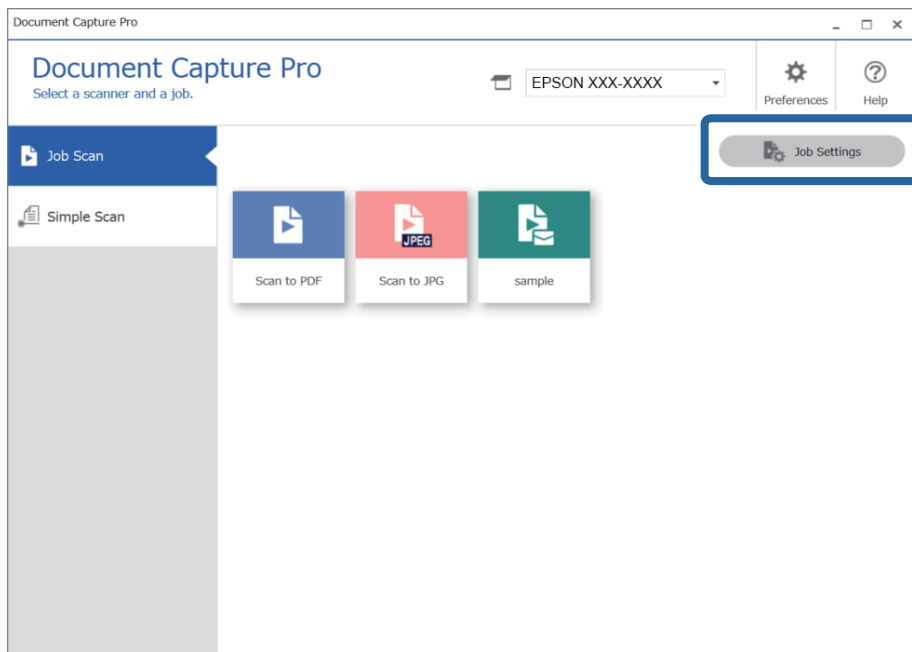 Document Capture Pro
Document Capture Pro
Select a scanner and a job.
EPSON XXX-XXXX
Preferences
Help
Job Scan
Job Settings
Simple Scan
JPEG
Scan to PDF
Scan to JPG
sample